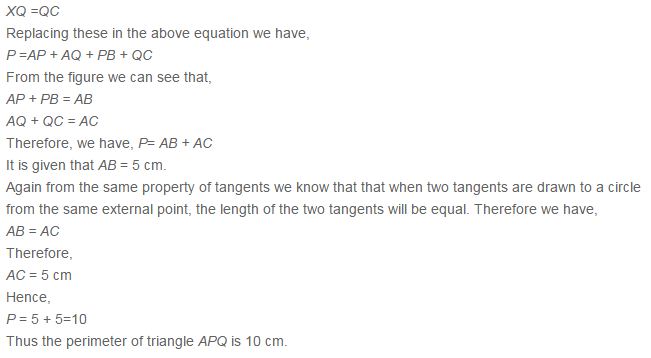 XQ =QC
Replacing these in the above equation we have,
P =AP + AQ + PB + QC
From the figure we can see that,
AP + PB = AB
AQ + QC = AC
Therefore, we have, P= AB + AC
It is given that AB = 5 cm.
Again from the same property of tangents we know that that when two tangents are drawn to a circle
from the same external point, the length of the two tangents will be equal. Therefore we have,
AB = AC
Therefore,
AC = 5 cm
Hence,
P = 5 + 5=10
Thus the perimeter of triangle APQ is 10 cm.